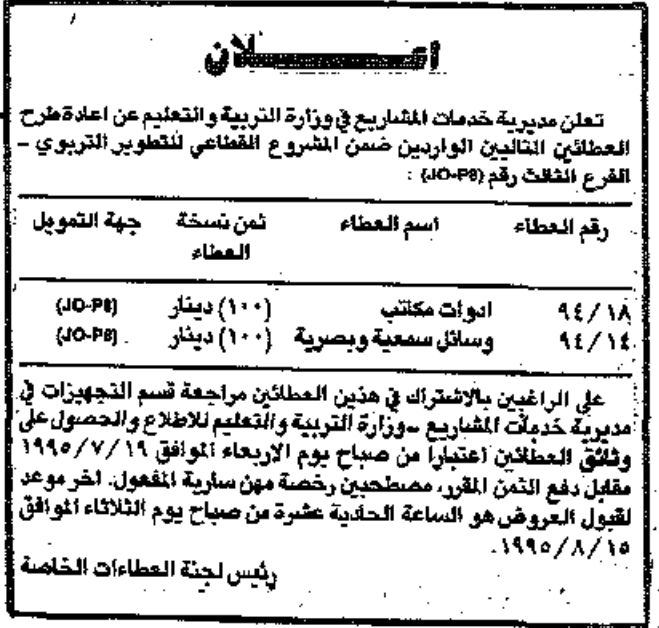 اعــــــلان
تعلن مديرية خدمات المشاريع في وزارة التربية والتعليم عن اعادة طرح
العطائين التاليين الواردين ضمن المشروع القطاعي للتطوير التربوي -
الفرع الثالث رقم (JO-P8) :
رقم العطاء اسم العطاء ثمن نسخة العطاء جهة التمويل
٩٤/١٨ ادوات مكاتب (١٠٠) دينار (JO-P8)
٩٤/١٤ وسائل سمعية وبصرية (١٠٠) دينار (JO-P8)
على الراغبين بالاشتراك في هذين العطائين مراجعة قسم التجهيزات في
مديرية خدمات المشاريع -وزارة التربية والتعليم للاطلاع والحصول على
وثائق العطائين اعتبارا من صباح يوم الاربعاء الموافق ١٩٩٥/٧/١٩
مقابل دفع الثمن المقرر، مصطحبين رخصة مهن سارية المفعول. اخر موعد
لقبول العروض هو الساعة الحادية عشرة من صباح يوم الثلاثاء الموافق
١٩٩٥/٨/١٥.
رئيس لجنة العطاءات الخاصة